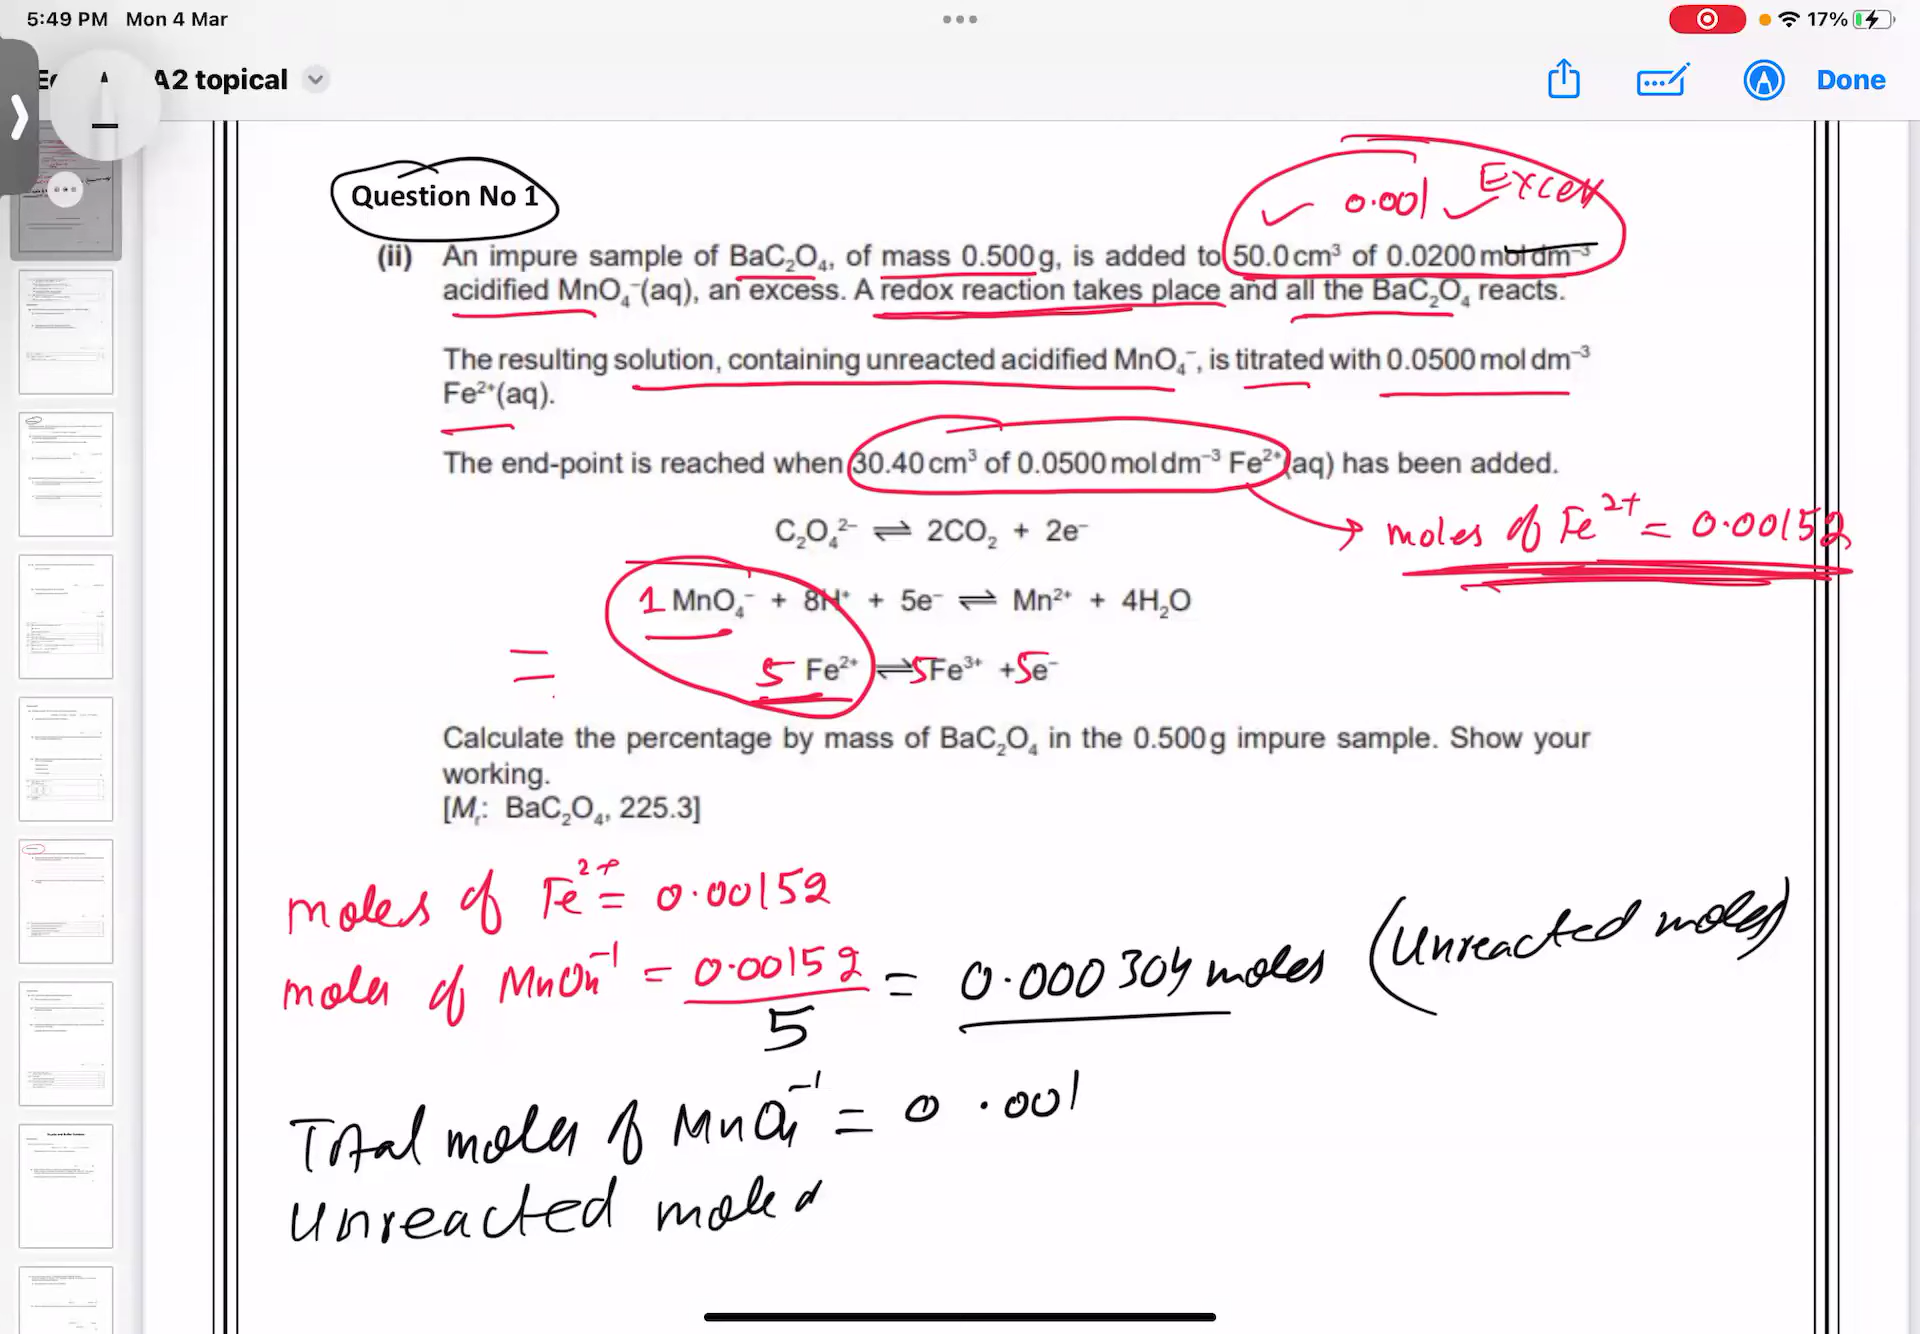 5:49 PM Mon 4 Mar
17%
A2 topical
Done
Question No 1
0.001 Excess
(ii) An impure sample of BaC₂O₄, of mass 0.500g, is added to 50.0cm³ of 0.0200 mol dm⁻³
acidified MnO₄⁻(aq), an excess. A redox reaction takes place and all the BaC₂O₄ reacts.
The resulting solution, containing unreacted acidified MnO₄⁻, is titrated with 0.0500 mol dm⁻³
Fe²⁺(aq).
The end-point is reached when 30.40cm³ of 0.0500 mol dm⁻³ Fe²⁺(aq) has been added.
moles of Fe²⁺ = 0.00152
C₂O₄²⁻ ⇌ 2CO₂ + 2e⁻
1 MnO₄⁻ + 8H⁺ + 5e⁻ ⇌ Mn²⁺ + 4H₂O
= 5 Fe²⁺ ⇌ 5Fe³⁺ + 5e⁻
Calculate the percentage by mass of BaC₂O₄ in the 0.500g impure sample. Show your
working.
[Mᵣ: BaC₂O₄, 225.3]
moles of Fe²⁺ = 0.00152
moles of MnO₄⁻¹ = 0.00152 / 5 = 0.000304 moles (Unreacted moles)
Total moles of MnO₄⁻¹ = 0.001
Unreacted moles